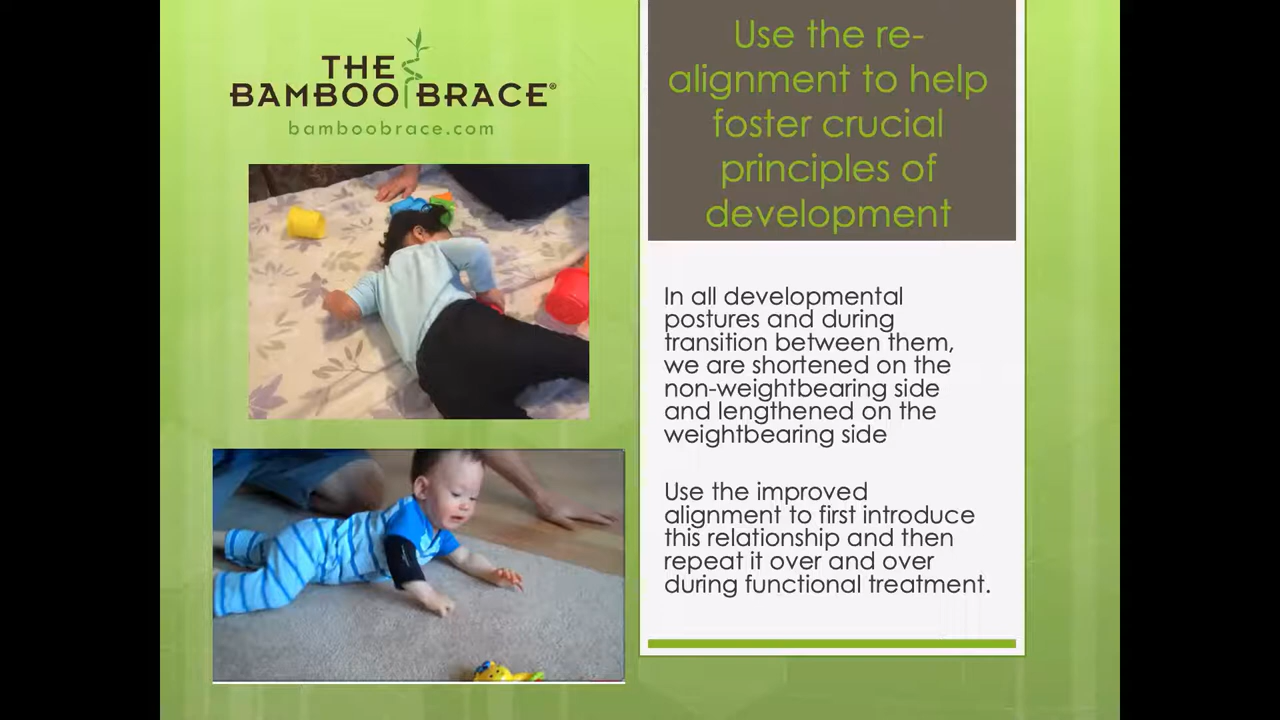 THE
BAMBOO BRACE®
bamboobrace.com
Use the re-
alignment to help
foster crucial
principles of
development
In all developmental
postures and during
transition between them,
we are shortened on the
non-weightbearing side
and lengthened on the
weightbearing side
Use the improved
alignment to first introduce
this relationship and then
repeat it over and over
during functional treatment.